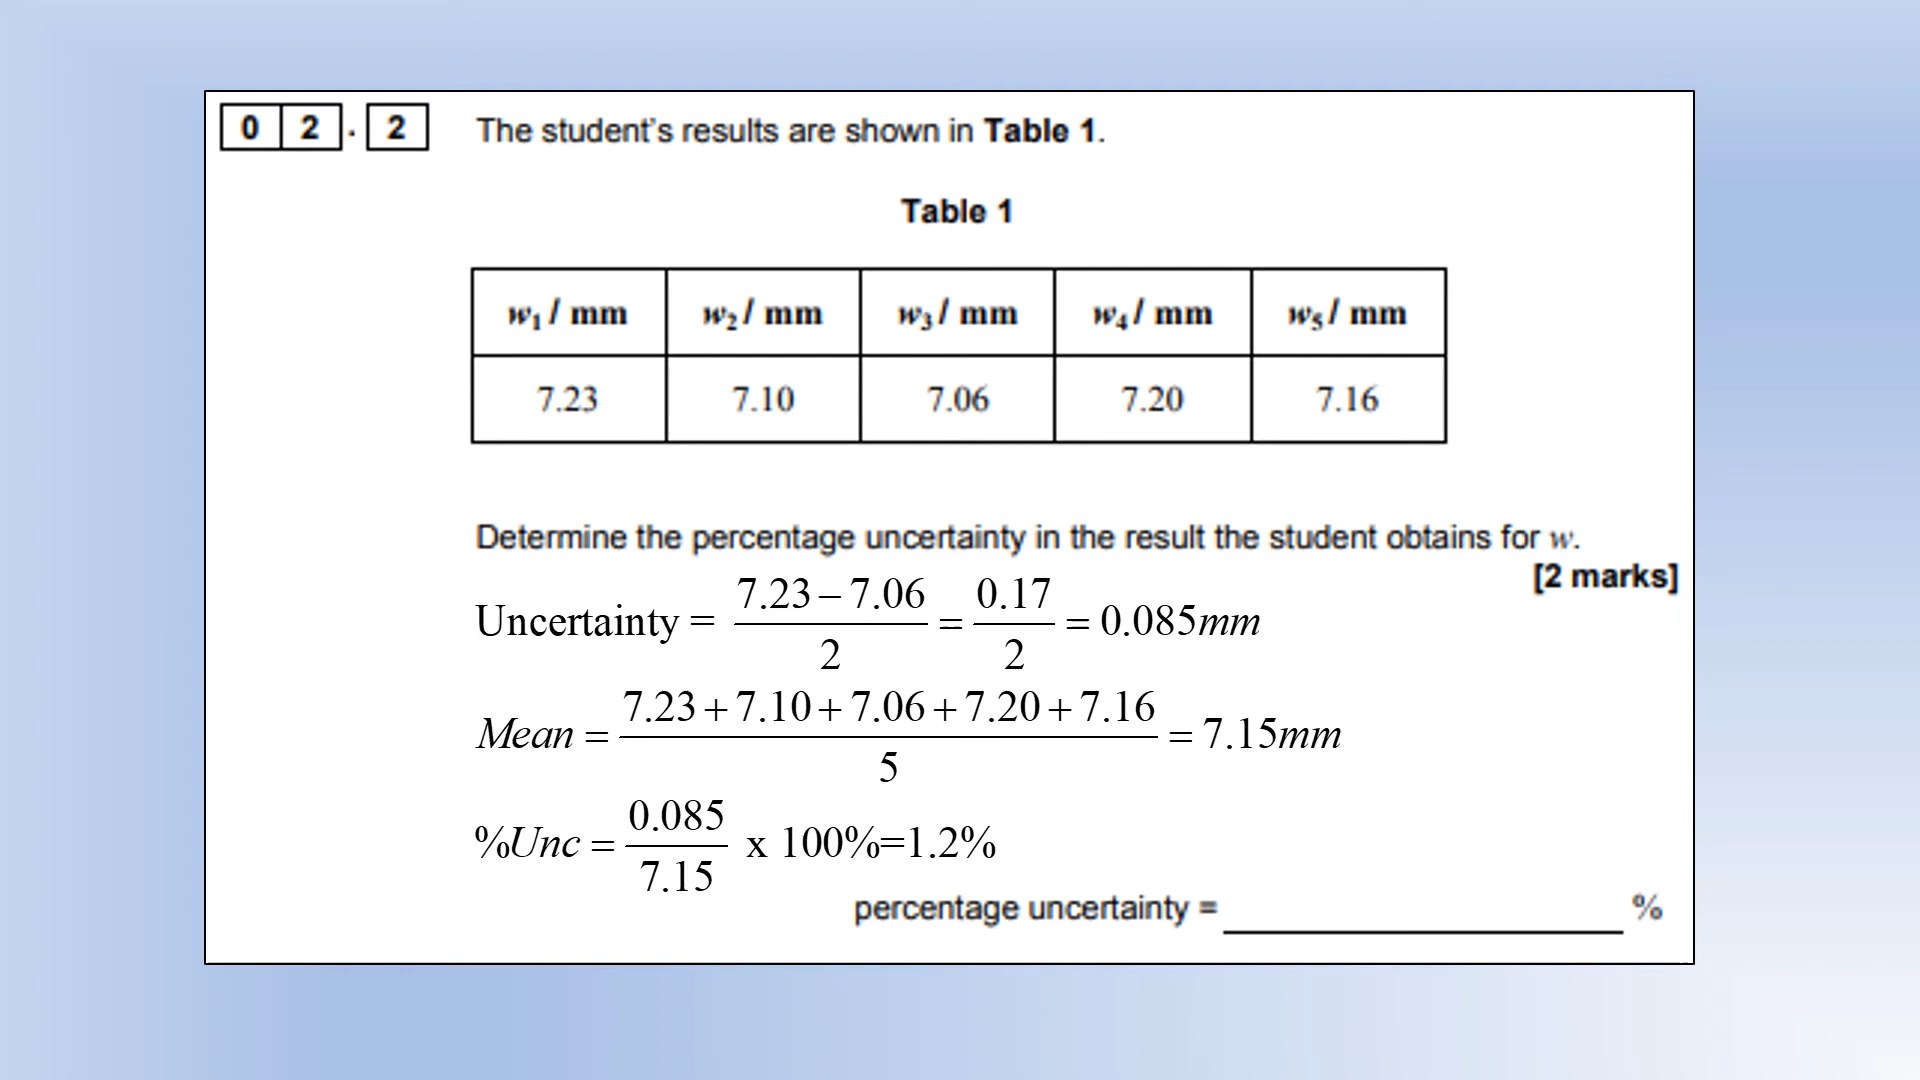 02.2 The student's results are shown in Table 1.
Table 1
w₁ / mm w₂ / mm w₃ / mm w₄ / mm w₅ / mm
7.23 7.10 7.06 7.20 7.16
Determine the percentage uncertainty in the result the student obtains for w.
[2 marks]
Uncertainty = (7.23 – 7.06)/2 = 0.17/2 = 0.085mm
Mean = (7.23 + 7.10 + 7.06 + 7.20 + 7.16)/5 = 7.15mm
%Unc = 0.085/7.15 x 100%=1.2%
percentage uncertainty = ____________ %